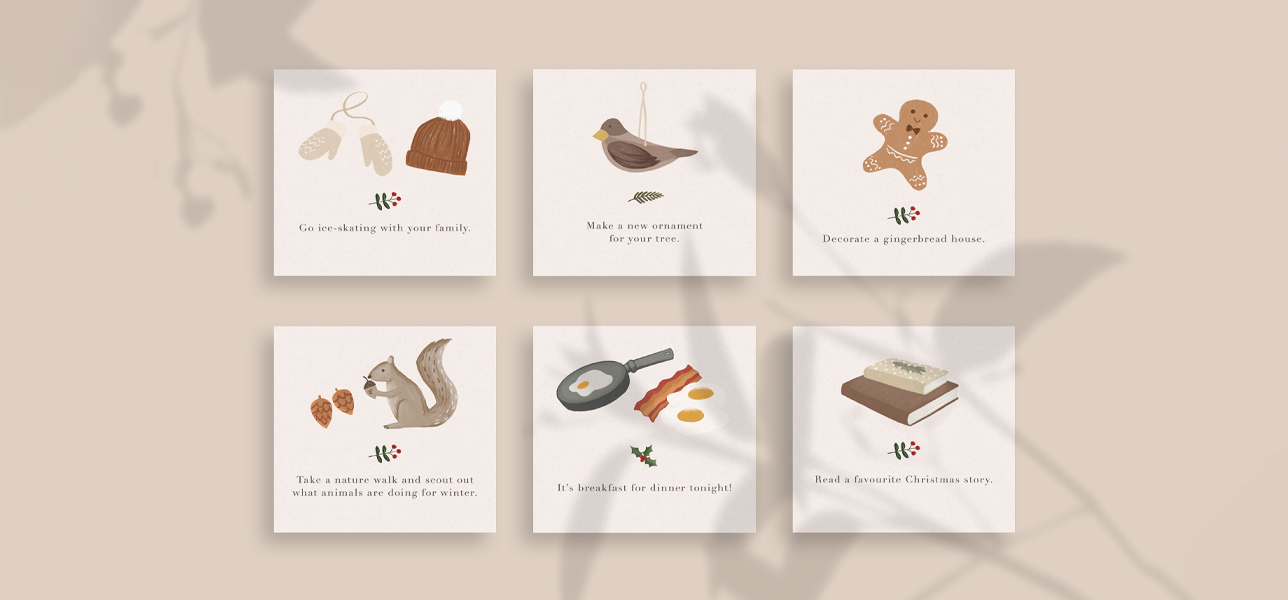 Go ice-skating with your family.
Make a new ornament
for your tree.
Decorate a gingerbread house.
Take a nature walk and scout out
what animals are doing for winter.
It's breakfast for dinner tonight!
Read a favourite Christmas story.